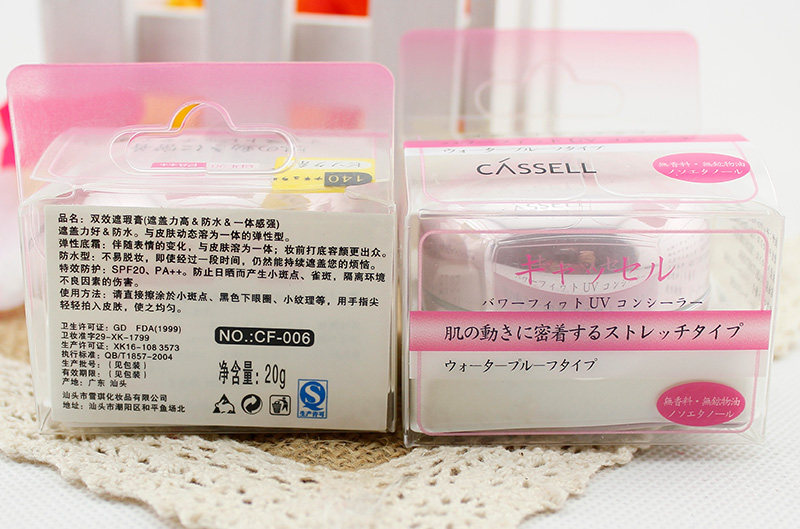 140
品名：双效遮瑕膏(遮盖力高&防水&一体感强)
遮盖力好&防水。与皮肤动态溶为一体的弹性型。
弹性底霜：伴随表情的变化，与皮肤溶为一体；妆前打底容颜更出众。
防水型：不易脱妆，即使经过一段时间，仍然能持续遮盖您的烦恼。
特效防护：SPF20、PA++。防止日晒而产生小斑点、雀斑，隔离环境
不良因素的伤害。
使用方法：请直接擦涂於小斑点、黑色下眼圈、小纹理等，用手指尖
轻轻拍入皮肤，使之均匀。
卫生许可证：GD FDA(1999)
卫妆准字29-XK-1799
生产许可证：XK16-108 3573
执行标准：QB/T1857-2004
生产批号：(见包装)
有效期限：(见包装)
产地：广东 汕头
汕头市雪琪化妆品有限公司
地址：汕头市潮阳区和平鱼场北
NO.:CF-006
净含量：20g
生产许可
ウォータープルーフタイプ
CASSELL
無香料・無鉱物油
ノソエタノール
キャッセル
パワーフィットUVコンシーラー
肌の動きに密着するストレッチタイプ
ウォータープルーフタイプ
無香料・無鉱物油
ノソエタノール